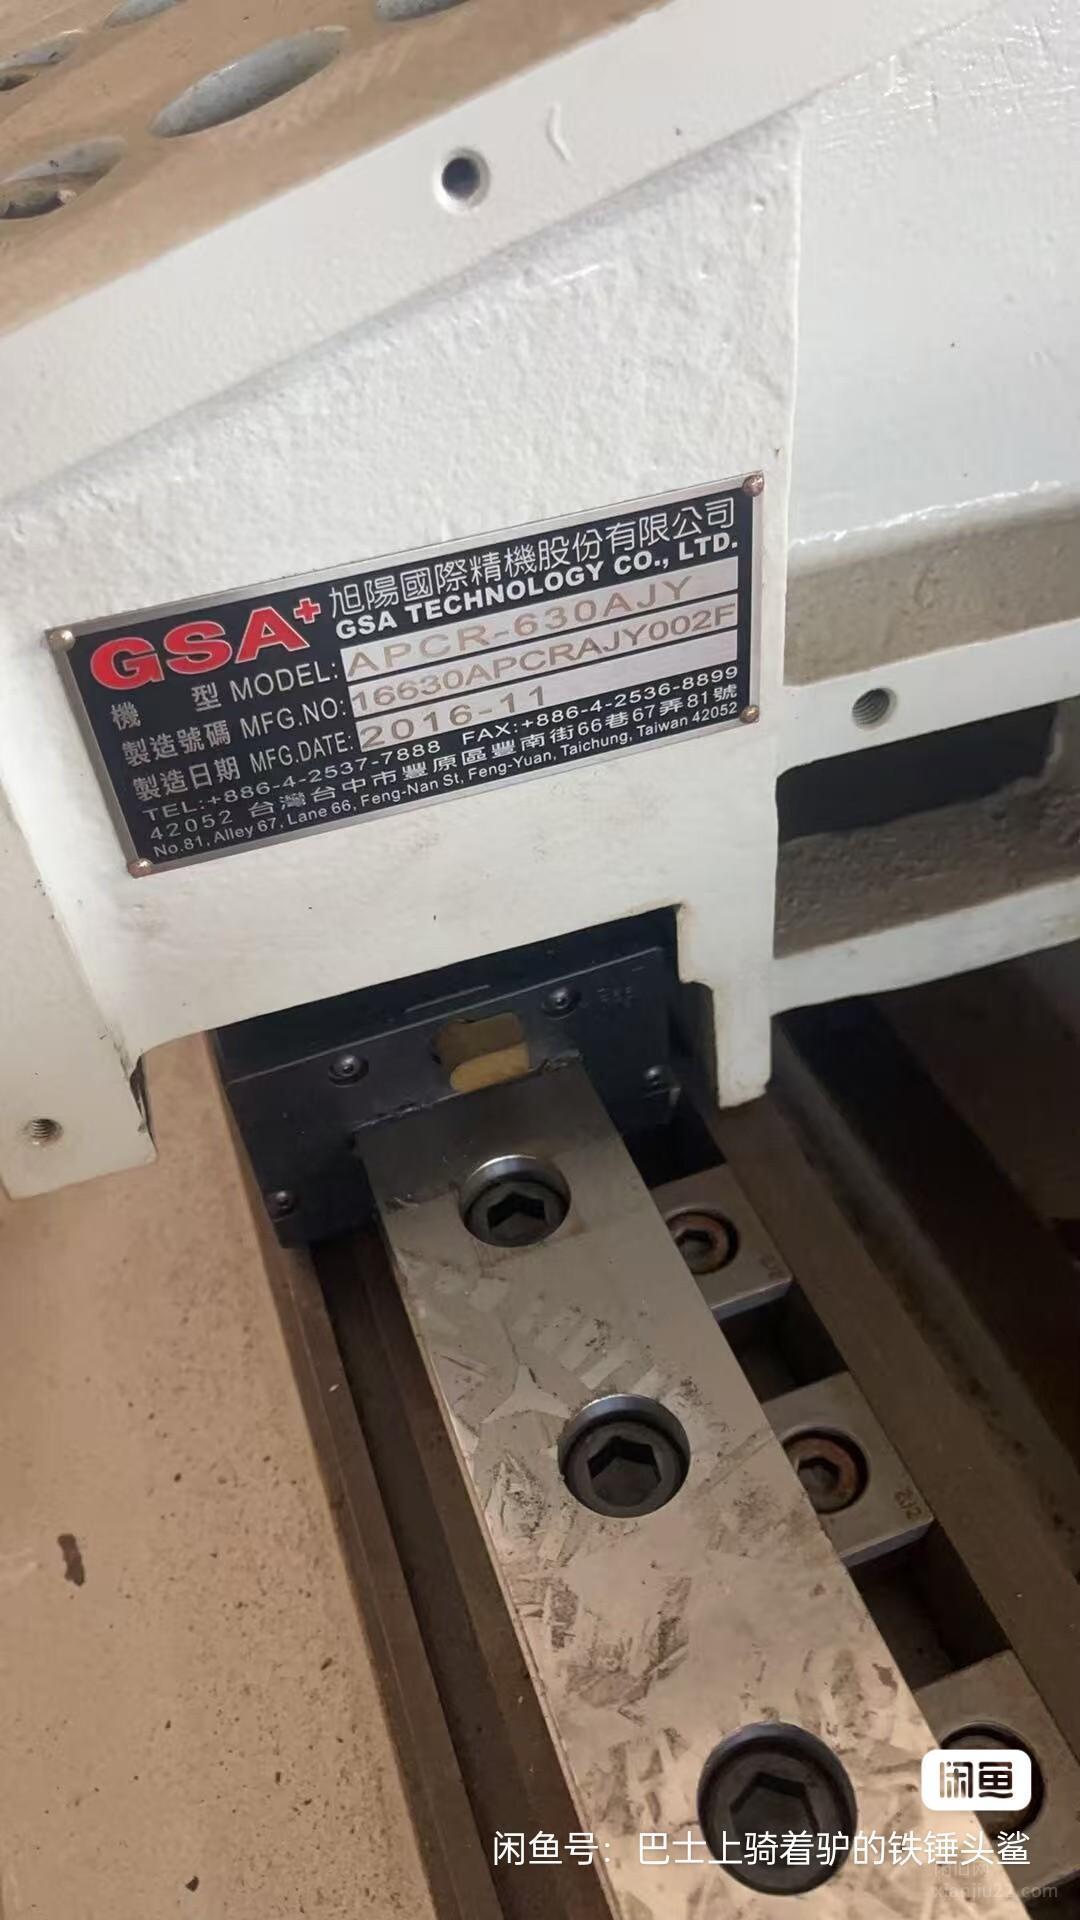 GSA+ 旭陽國際精機股份有限公司
GSA TECHNOLOGY CO., LTD.
機型 MODEL: APCR-630AJY
製造號碼 MFG.NO: 16630APCRAJY002F
製造日期 MFG.DATE: 2016-11
TEL:+886-4-2537-7888 FAX:+886-4-2536-8899
42052 台灣台中市豐原區豐南街66巷67弄81號
No.81, Alley 67, Lane 66, Feng-Nan St, Feng-Yuan, Taichung, Taiwan 42052
闲鱼
闲鱼号：巴士上骑着驴的铁锤头鲨